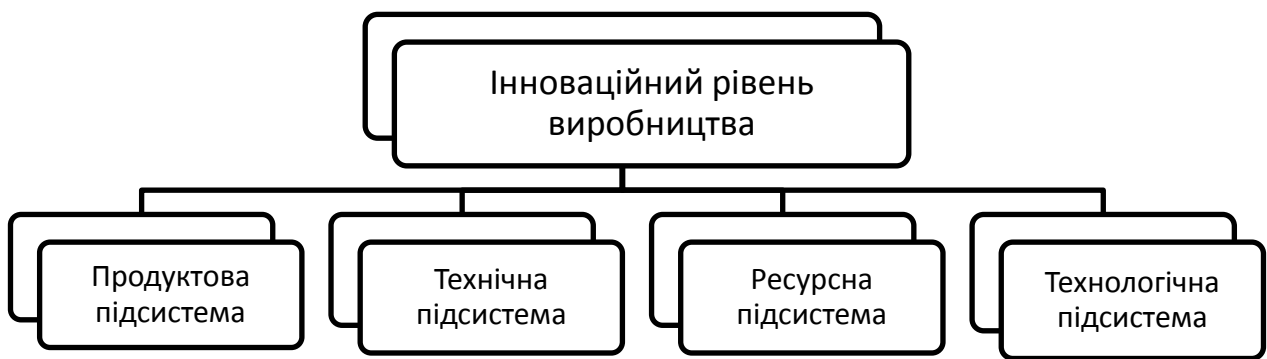 Інноваційний рівень
виробництва
Продуктова
підсистема
Технічна
підсистема
Ресурсна
підсистема
Технологічна
підсистема